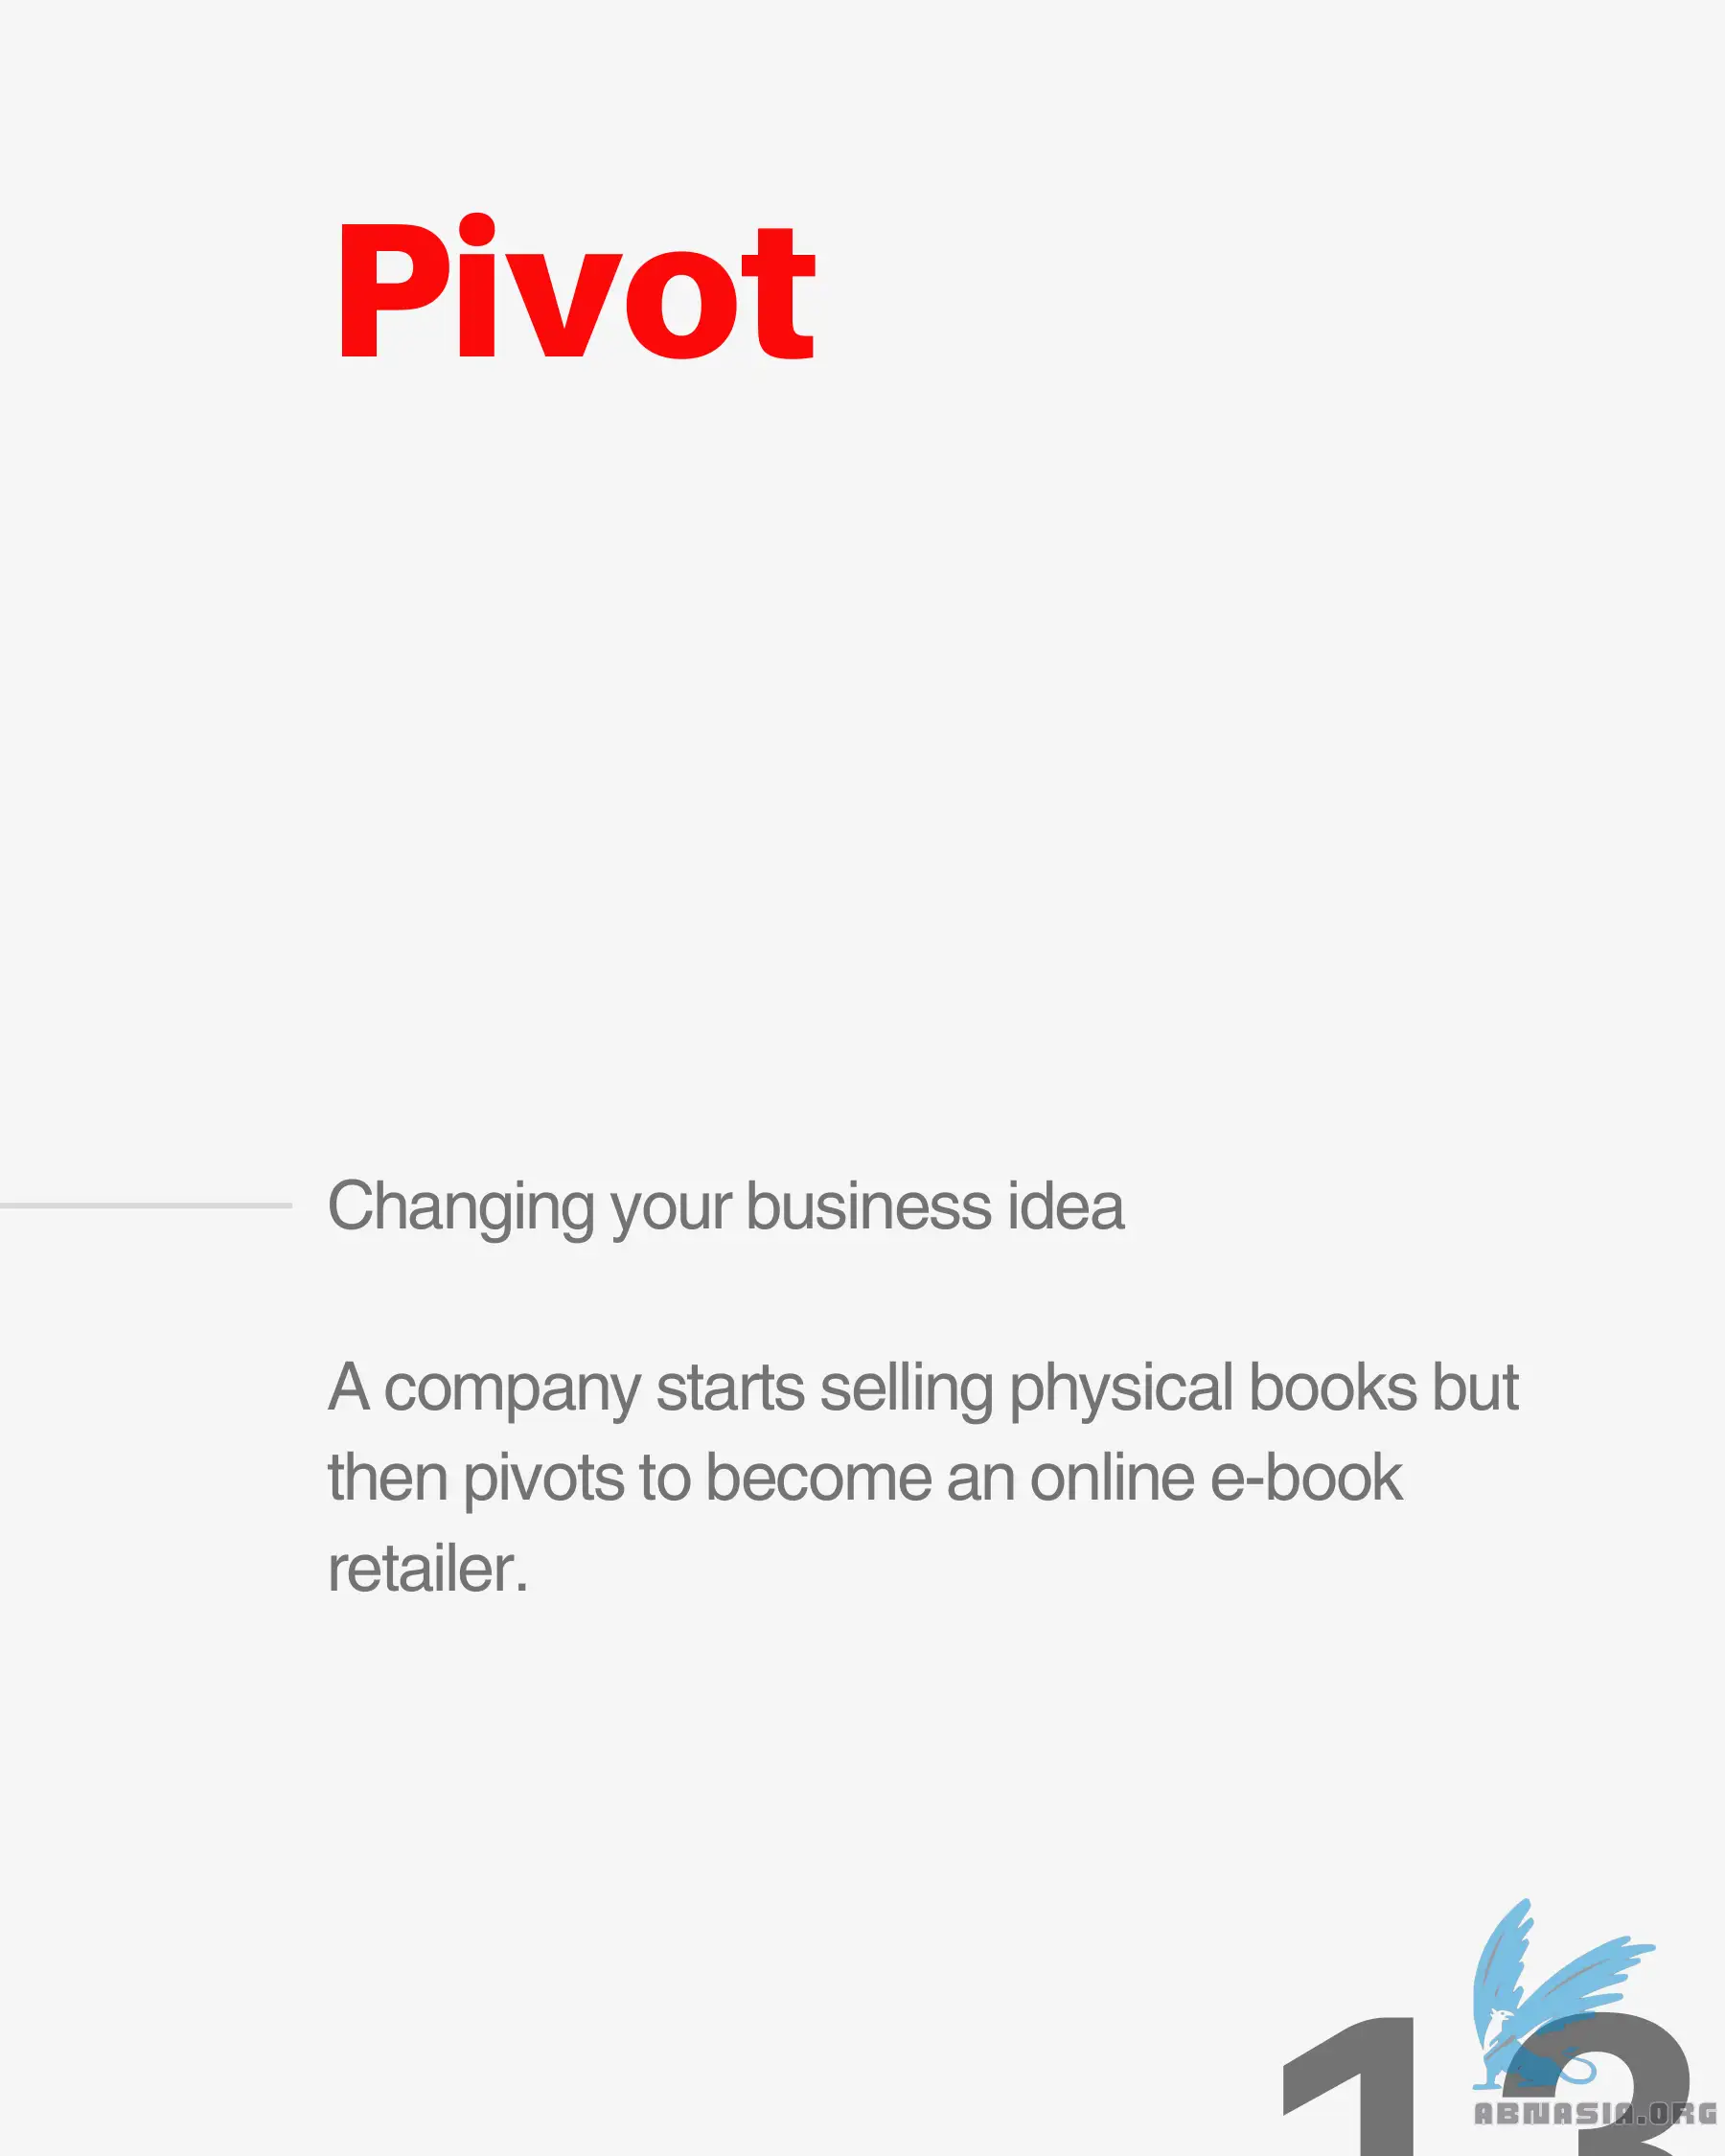 Pivot
Changing your business idea
A company starts selling physical books but
then pivots to become an online e-book
retailer.
13
ABNASIA.ORG